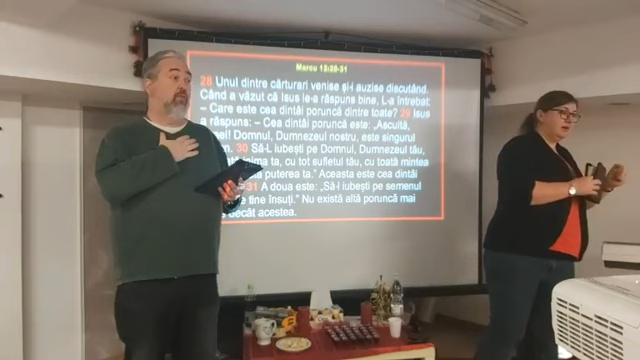 Marcu 12:28-31
28 Unul dintre cărturari venise și-i auzise discutând.
Când a văzut că Isus le-a răspuns bine, L-a întrebat:
– Care este cea dintâi poruncă dintre toate? 29 Isus
a răspuns: – Cea dintâi poruncă este: „Ascultă,
Domnul, Dumnezeul nostru, este singurul
30 Să-L iubești pe Domnul, Dumnezeul tău,
inima ta, cu tot sufletul tău, cu toată mintea
puterea ta.” Aceasta este cea dintâi
31 A doua este: „Să-l iubești pe semenul
tine însuți.” Nu există altă poruncă mai
decât acestea.